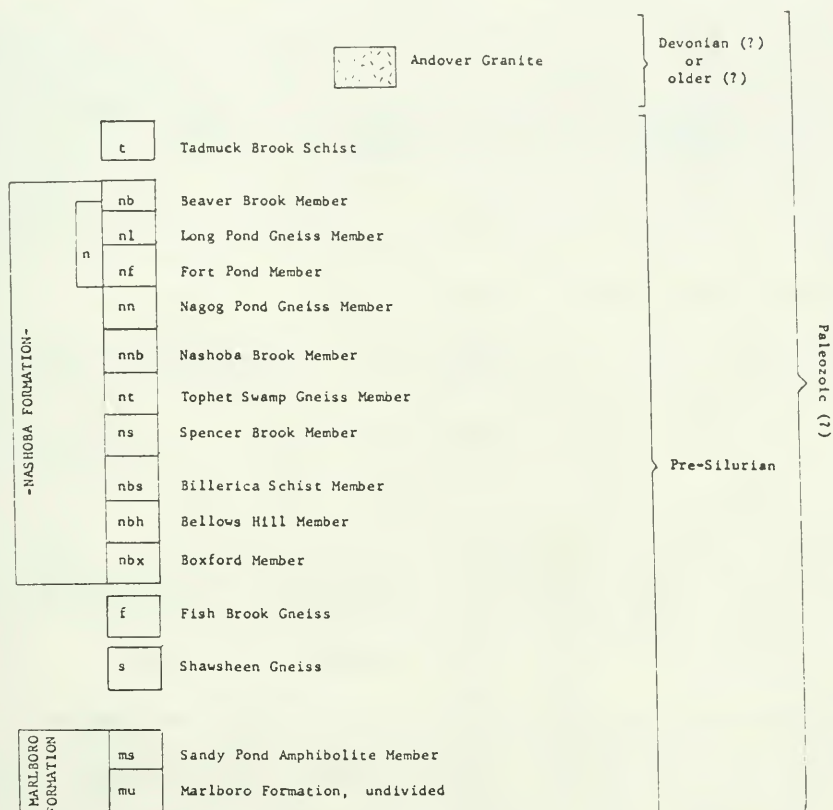 Andover Granite
Devonian (?)
or
older (?)
t Tadmuck Brook Schist
-NASHOBA FORMATION-
n
nb Beaver Brook Member
nl Long Pond Gneiss Member
nf Fort Pond Member
nn Nagog Pond Gneiss Member
nnb Nashoba Brook Member
nt Tophet Swamp Gneiss Member
ns Spencer Brook Member
nbs Billerica Schist Member
nbh Bellows Hill Member
nbx Boxford Member
f Fish Brook Gneiss
s Shawsheen Gneiss
MARLBORO
FORMATION
ms Sandy Pond Amphibolite Member
mu Marlboro Formation, undivided
Pre-Silurian
Paleozoic (?)